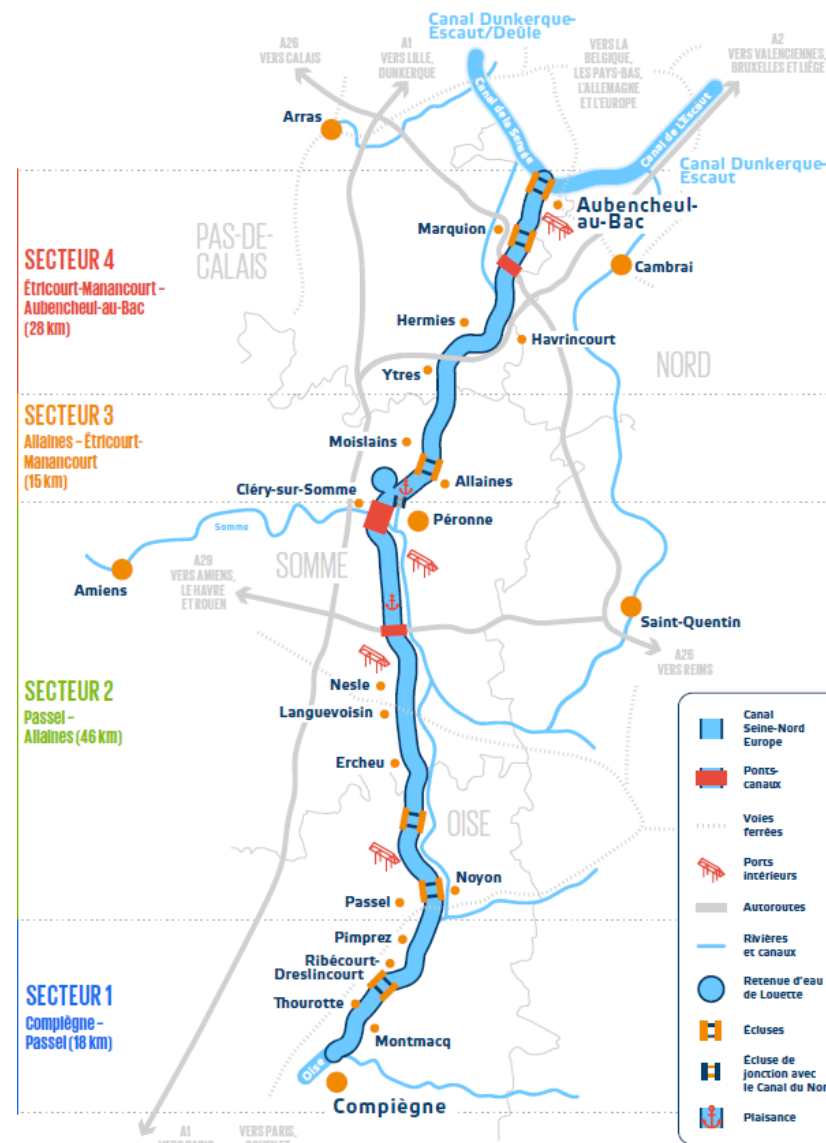 Canal Dunkerque-
Escaut/Deûle
A26
VERS CALAIS
A1
VERS LILLE,
DUNKERQUE
VERS LA
BELGIQUE,
LES PAYS-BAS,
L'ALLEMAGNE
ET L'EUROPE
A2
VERS VALENCIENNES,
BRUXELLES ET LIÈGE
Canal de la Sensée
Canal de L'Escaut
Arras
Canal Dunkerque-
Escaut
Aubencheul-
au-Bac
Marquion
PAS-DE-
CALAIS
Cambrai
SECTEUR 4
Étricourt-Manancourt –
Aubencheul-au-Bac
(28 km)
Hermies
Havrincourt
NORD
Ytres
SECTEUR 3
Allaines – Étricourt-
Manancourt
(15 km)
Moislains
Allaines
Cléry-sur-Somme
Péronne
Somme
SOMME
Amiens
A29
VERS AMIENS,
LE HAVRE
ET ROUEN
Saint-Quentin
A26
VERS REIMS
SECTEUR 2
Passel –
Allaines (46 km)
Nesle
Languevoisin
Ercheu
OISE
Noyon
Passel
Pimprez
Ribécourt-
Dreslincourt
SECTEUR 1
Compiègne –
Passel (18 km)
Thourotte
Montmacq
Oise
Compiègne
A1
VERS PARIS,
Canal
Seine-Nord
Europe
Ponts-
canaux
Voies
ferrées
Ports
intérieurs
Autoroutes
Rivières
et canaux
Retenue d'eau
de Louette
Écluses
Écluse de
jonction avec
le Canal du Nor
Plaisance